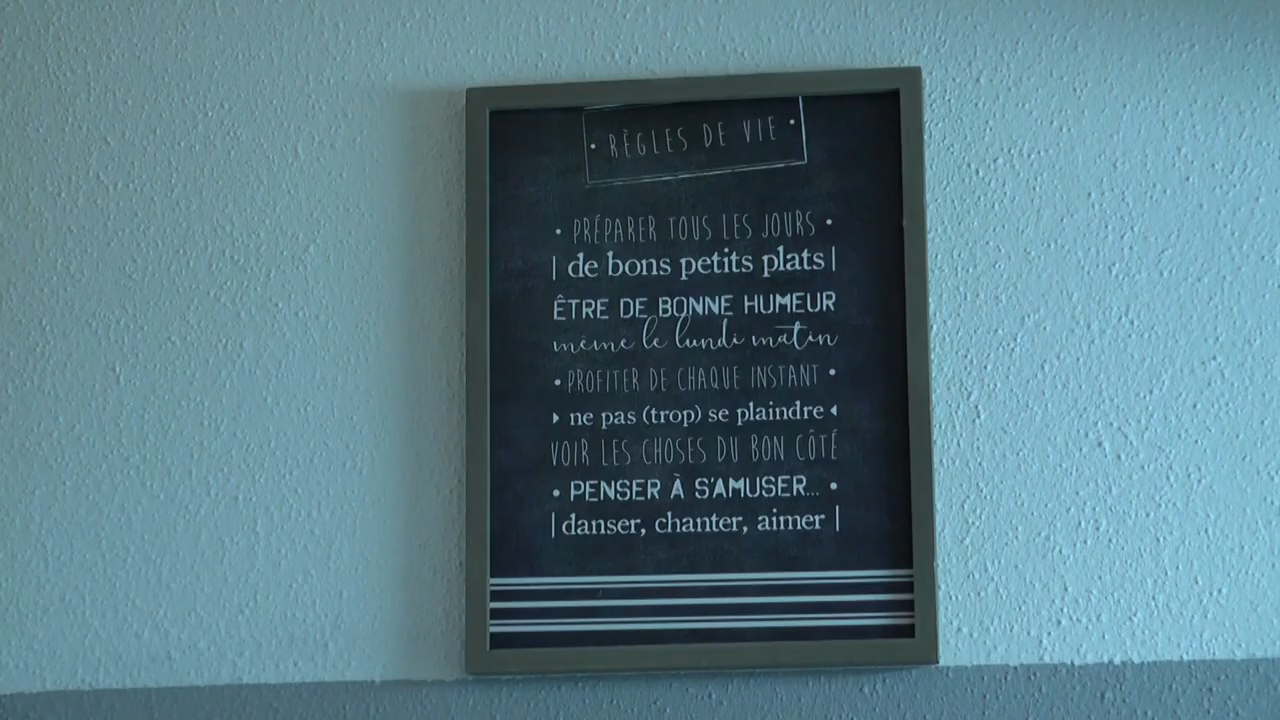 • RÈGLES DE VIE •
• PRÉPARER TOUS LES JOURS •
| de bons petits plats |
ÊTRE DE BONNE HUMEUR
même le lundi matin
• PROFITER DE CHAQUE INSTANT •
ne pas (trop) se plaindre
VOIR LES CHOSES DU BON CÔTÉ
• PENSER À S'AMUSER... •
| danser, chanter, aimer |